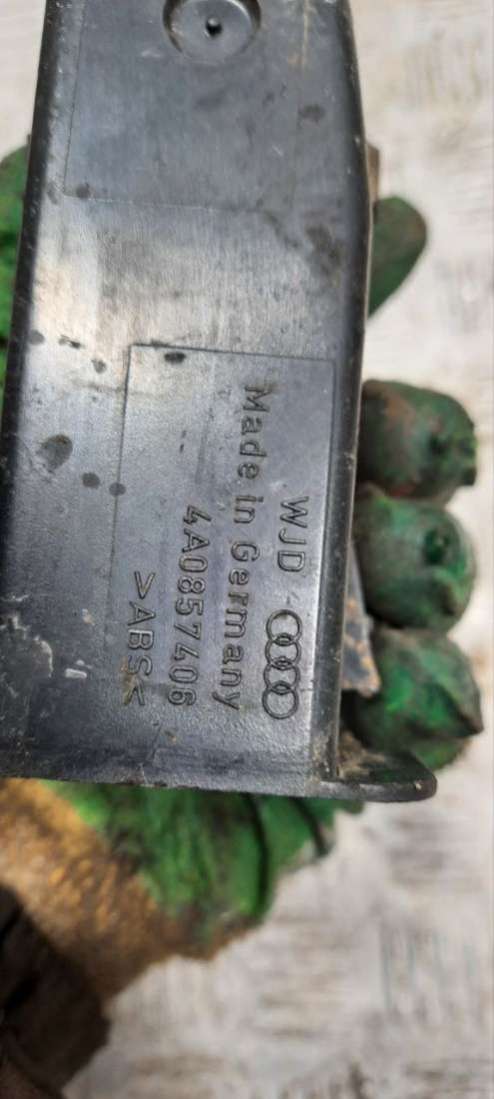 WJD
Made in Germany
4A0857406
>ABS<